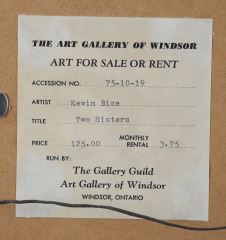 THE ART GALLERY OF WINDSOR
ART FOR SALE OR RENT
ACCESSION NO. 75-10-19
ARTIST Kevin Bice
TITLE Two Sisters
PRICE 125.00 MONTHLY RENTAL 3.75
RUN BY:
The Gallery Guild
Art Gallery of Windsor
WINDSOR, ONTARIO